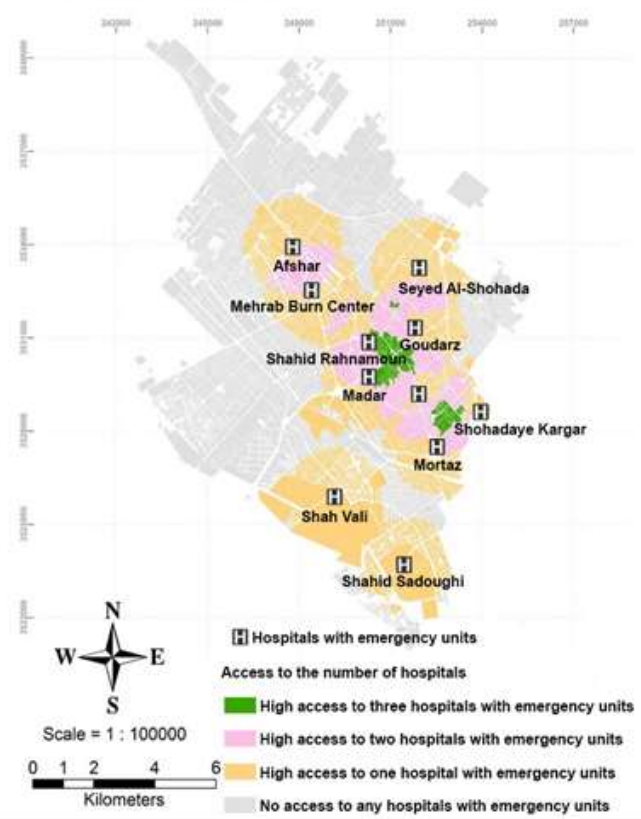 Afshar
Seyed Al-Shohada
Mehrab Burn Center
Goudarz
Shahid Rahnamoun
Madar
Shohadaye Kargar
Mortaz
Shah Vali
Shahid Sadoughi
N
W E
S
Scale = 1 : 100000
0 1 2 4 6
Kilometers
Hospitals with emergency units
Access to the number of hospitals
High access to three hospitals with emergency units
High access to two hospitals with emergency units
High access to one hospital with emergency units
No access to any hospitals with emergency units